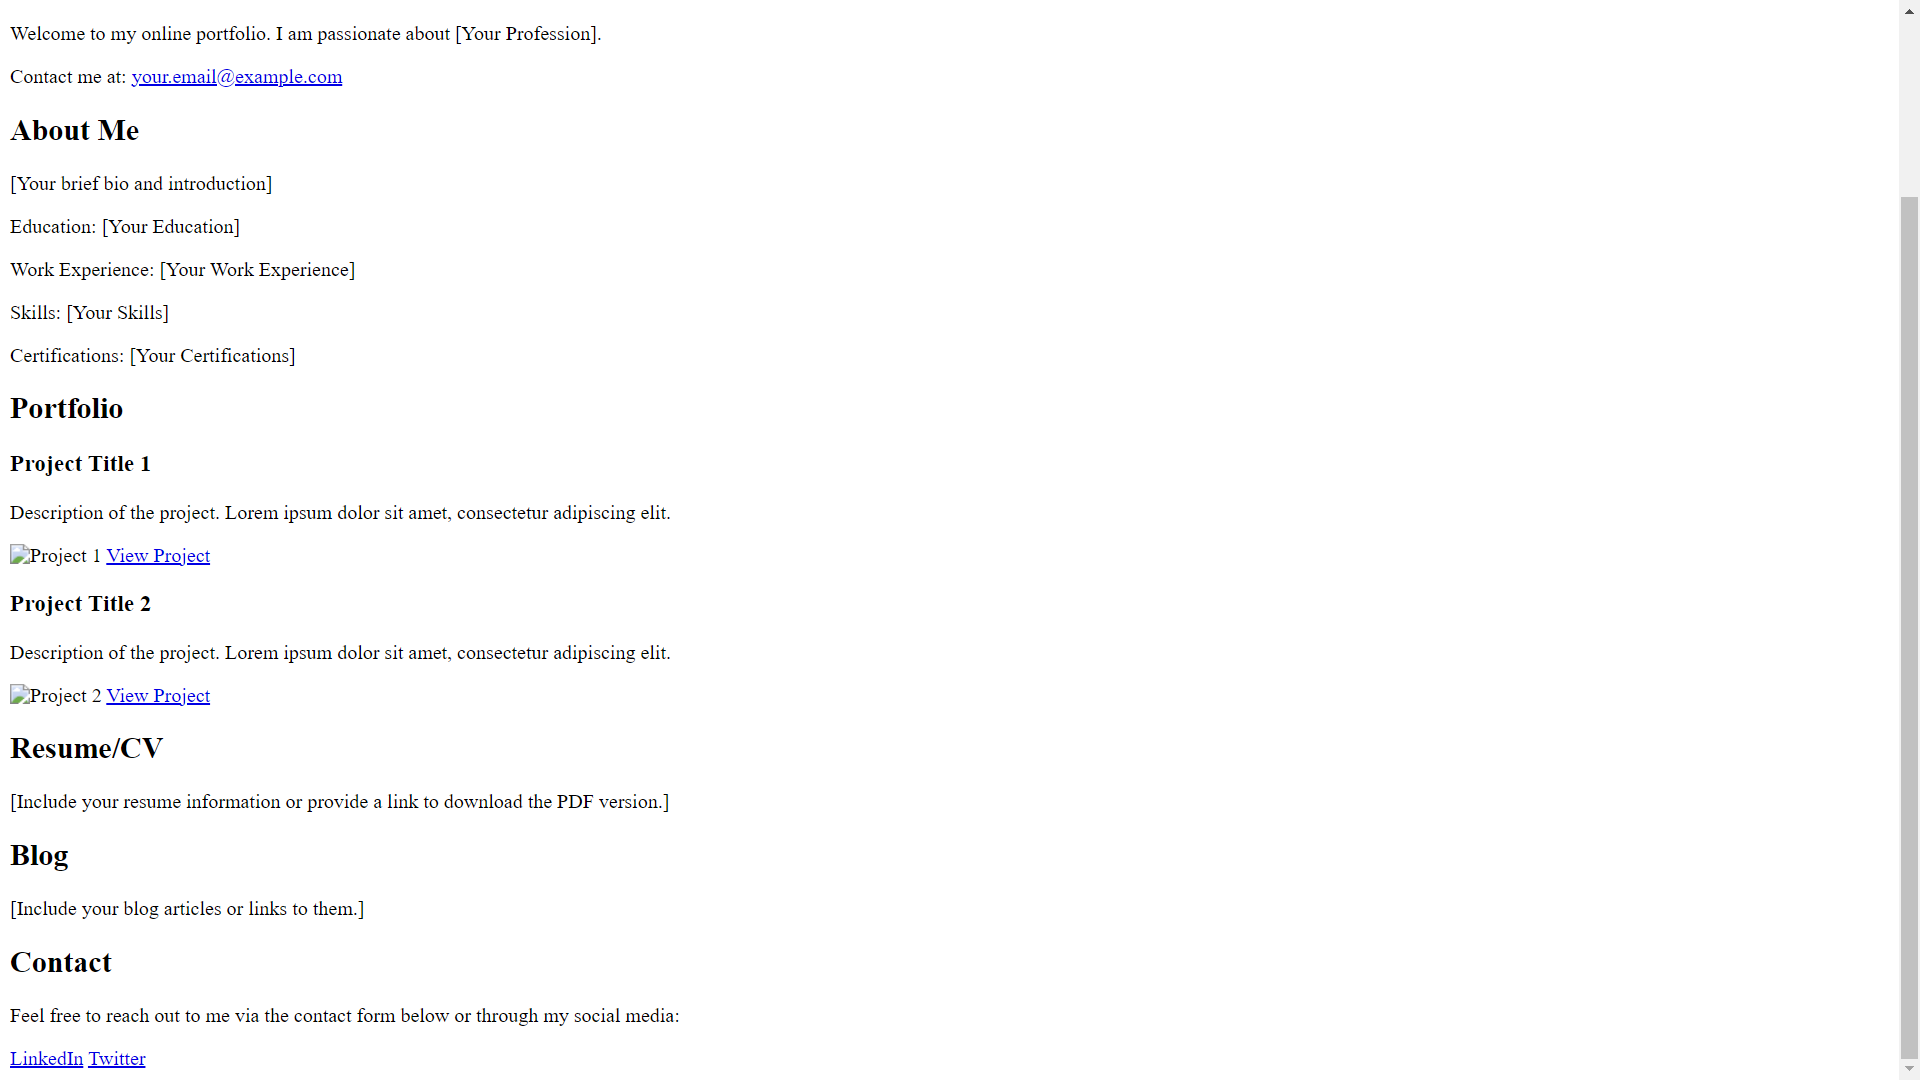 Welcome to my online portfolio. I am passionate about [Your Profession].
Contact me at: your.email@example.com
About Me
[Your brief bio and introduction]
Education: [Your Education]
Work Experience: [Your Work Experience]
Skills: [Your Skills]
Certifications: [Your Certifications]
Portfolio
Project Title 1
Description of the project. Lorem ipsum dolor sit amet, consectetur adipiscing elit.
Project 1 View Project
Project Title 2
Description of the project. Lorem ipsum dolor sit amet, consectetur adipiscing elit.
Project 2 View Project
Resume/CV
[Include your resume information or provide a link to download the PDF version.]
Blog
[Include your blog articles or links to them.]
Contact
Feel free to reach out to me via the contact form below or through my social media:
LinkedIn Twitter